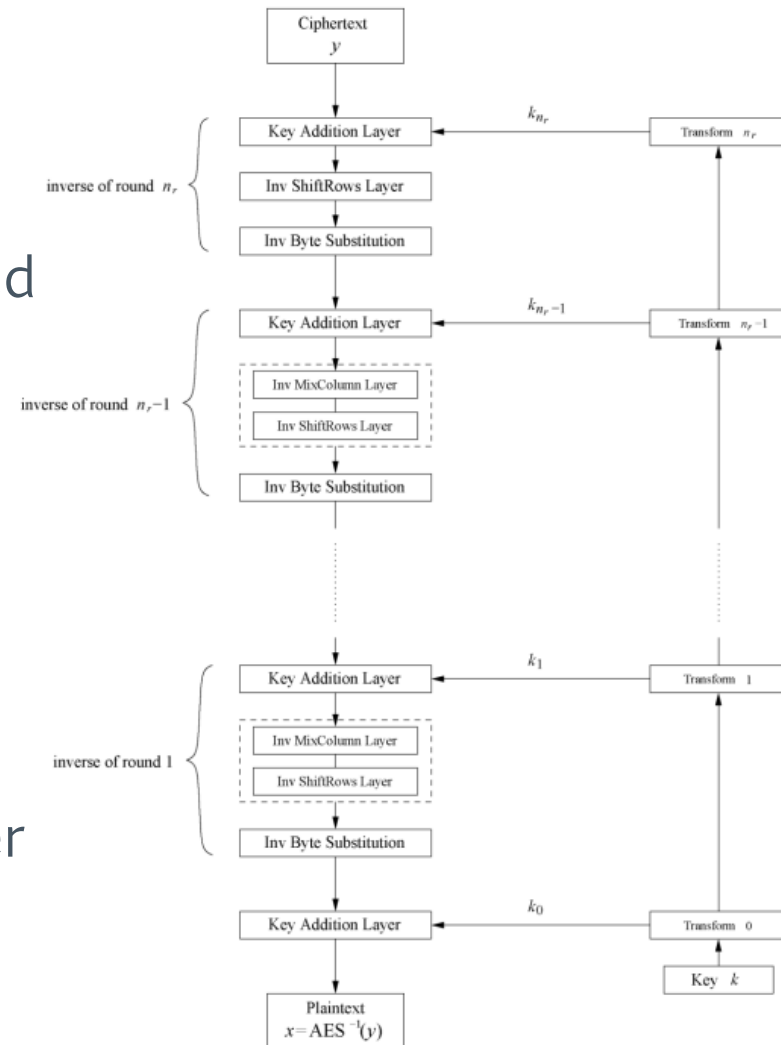 Ciphertext
y
k_{n_r}
Key Addition Layer
Transform n_r
inverse of round n_r
Inv ShiftRows Layer
Inv Byte Substitution
d
k_{n_r-1}
Key Addition Layer
Transform n_r-1
Inv MixColumn Layer
inverse of round n_r-1
Inv ShiftRows Layer
Inv Byte Substitution
k_1
Key Addition Layer
Transform 1
Inv MixColumn Layer
inverse of round 1
Inv ShiftRows Layer
er
Inv Byte Substitution
k_0
Key Addition Layer
Transform 0
Key k
Plaintext
x=AES^{-1}(y)